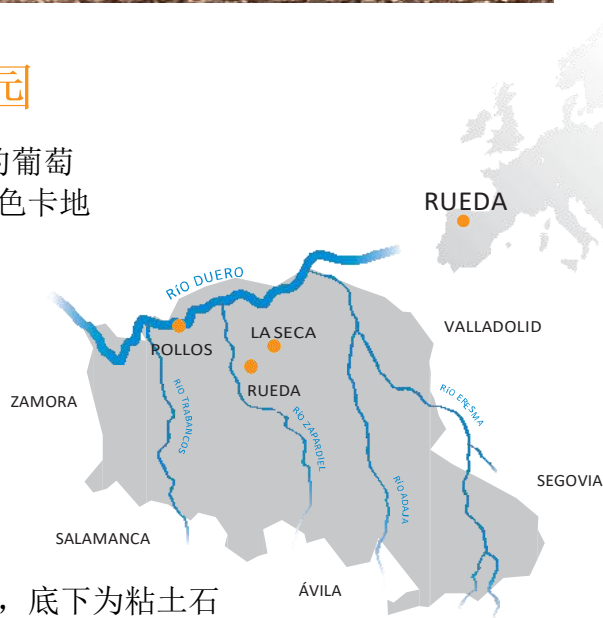 元
的葡萄
色卡地
RUEDA
RÍO DUERO
LA SECA
VALLADOLID
POLLOS
RUEDA
ZAMORA
RÍO TRABANCOS
RÍO ZAPARDIEL
RÍO ERESMA
RÍO ADAJA
SEGOVIA
SALAMANCA
ÁVILA
，底下为粘土石